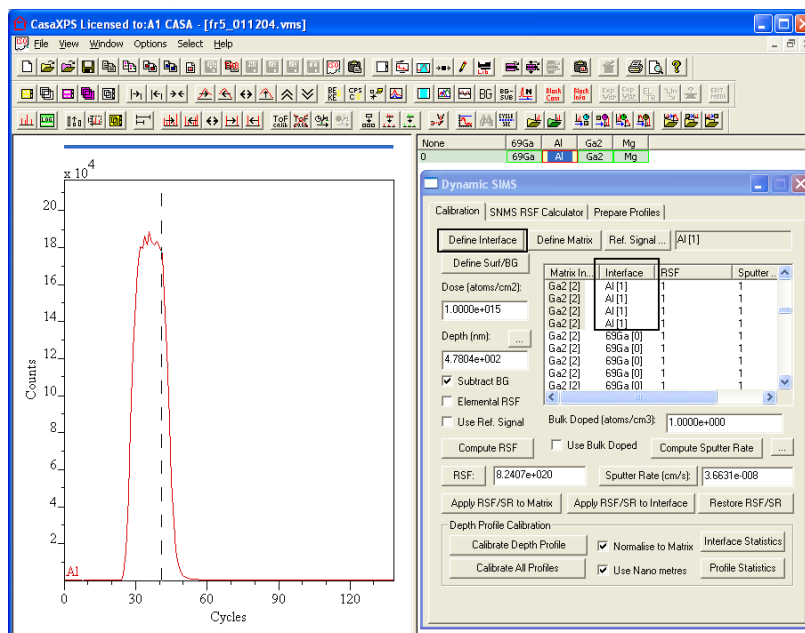 CasaXPS Licensed to:A1 CASA - [fr5_011204.vms]
File View Window Options Select Help
None 69Ga Al Ga2 Mg
0 69Ga Al Ga2 Mg
x 10^4
20
18
16
14
12
10
8
6
4
2
Counts
Al
0 30 60 90 120
Cycles
Dynamic SIMS
Calibration SNMS RSF Calculator Prepare Profiles
Define Interface Define Matrix Ref. Signal ... Al [1]
Define Surf/BG
Matrix In... Interface RSF Sputter ...
Ga2 [2] Al [1] 1 1
Ga2 [2] Al [1] 1 1
Ga2 [2] Al [1] 1 1
Ga2 [2] Al [1] 1 1
Ga2 [2] 69Ga [0] 1 1
Ga2 [2] 69Ga [0] 1 1
Ga2 [2] 69Ga [0] 1 1
Ga2 [2] 69Ga [0] 1 1
Ga2 [2] 69Ga [0] 1 1
Dose (atoms/cm2):
1.0000e+015
Depth (nm): ...
4.7804e+002
Subtract BG
Elemental RSF
Use Ref. Signal
Bulk Doped (atoms/cm3): 1.0000e+000
Compute RSF Use Bulk Doped Compute Sputter Rate ...
RSF: 8.2407e+020 Sputter Rate (cm/s): 3.6631e-008
Apply RSF/SR to Matrix Apply RSF/SR to Interface Restore RSF/SR
Depth Profile Calibration
Calibrate Depth Profile Normalise to Matrix Interface Statistics
Calibrate All Profiles Use Nano metres Profile Statistics